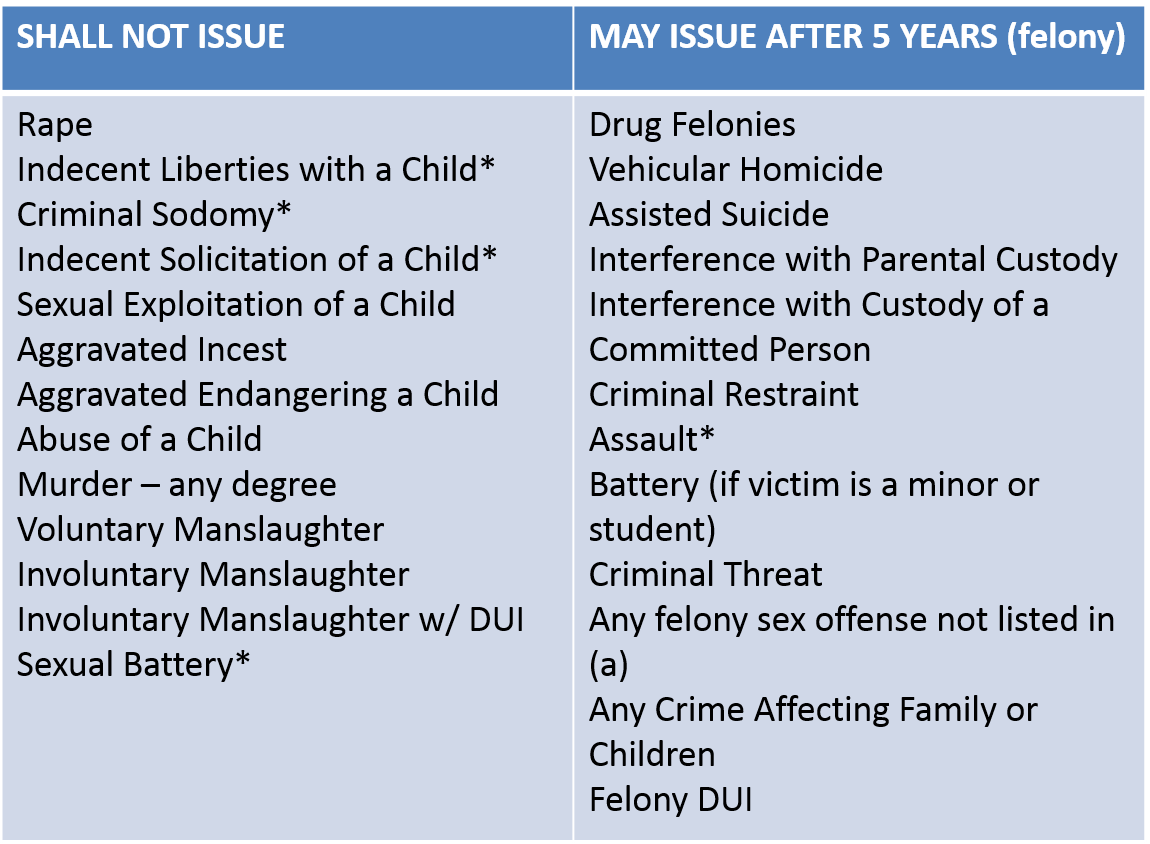 SHALL NOT ISSUE
MAY ISSUE AFTER 5 YEARS (felony)
Rape
Indecent Liberties with a Child*
Criminal Sodomy*
Indecent Solicitation of a Child*
Sexual Exploitation of a Child
Aggravated Incest
Aggravated Endangering a Child
Abuse of a Child
Murder – any degree
Voluntary Manslaughter
Involuntary Manslaughter
Involuntary Manslaughter w/ DUI
Sexual Battery*
Drug Felonies
Vehicular Homicide
Assisted Suicide
Interference with Parental Custody
Interference with Custody of a
Committed Person
Criminal Restraint
Assault*
Battery (if victim is a minor or
student)
Criminal Threat
Any felony sex offense not listed in
(a)
Any Crime Affecting Family or
Children
Felony DUI